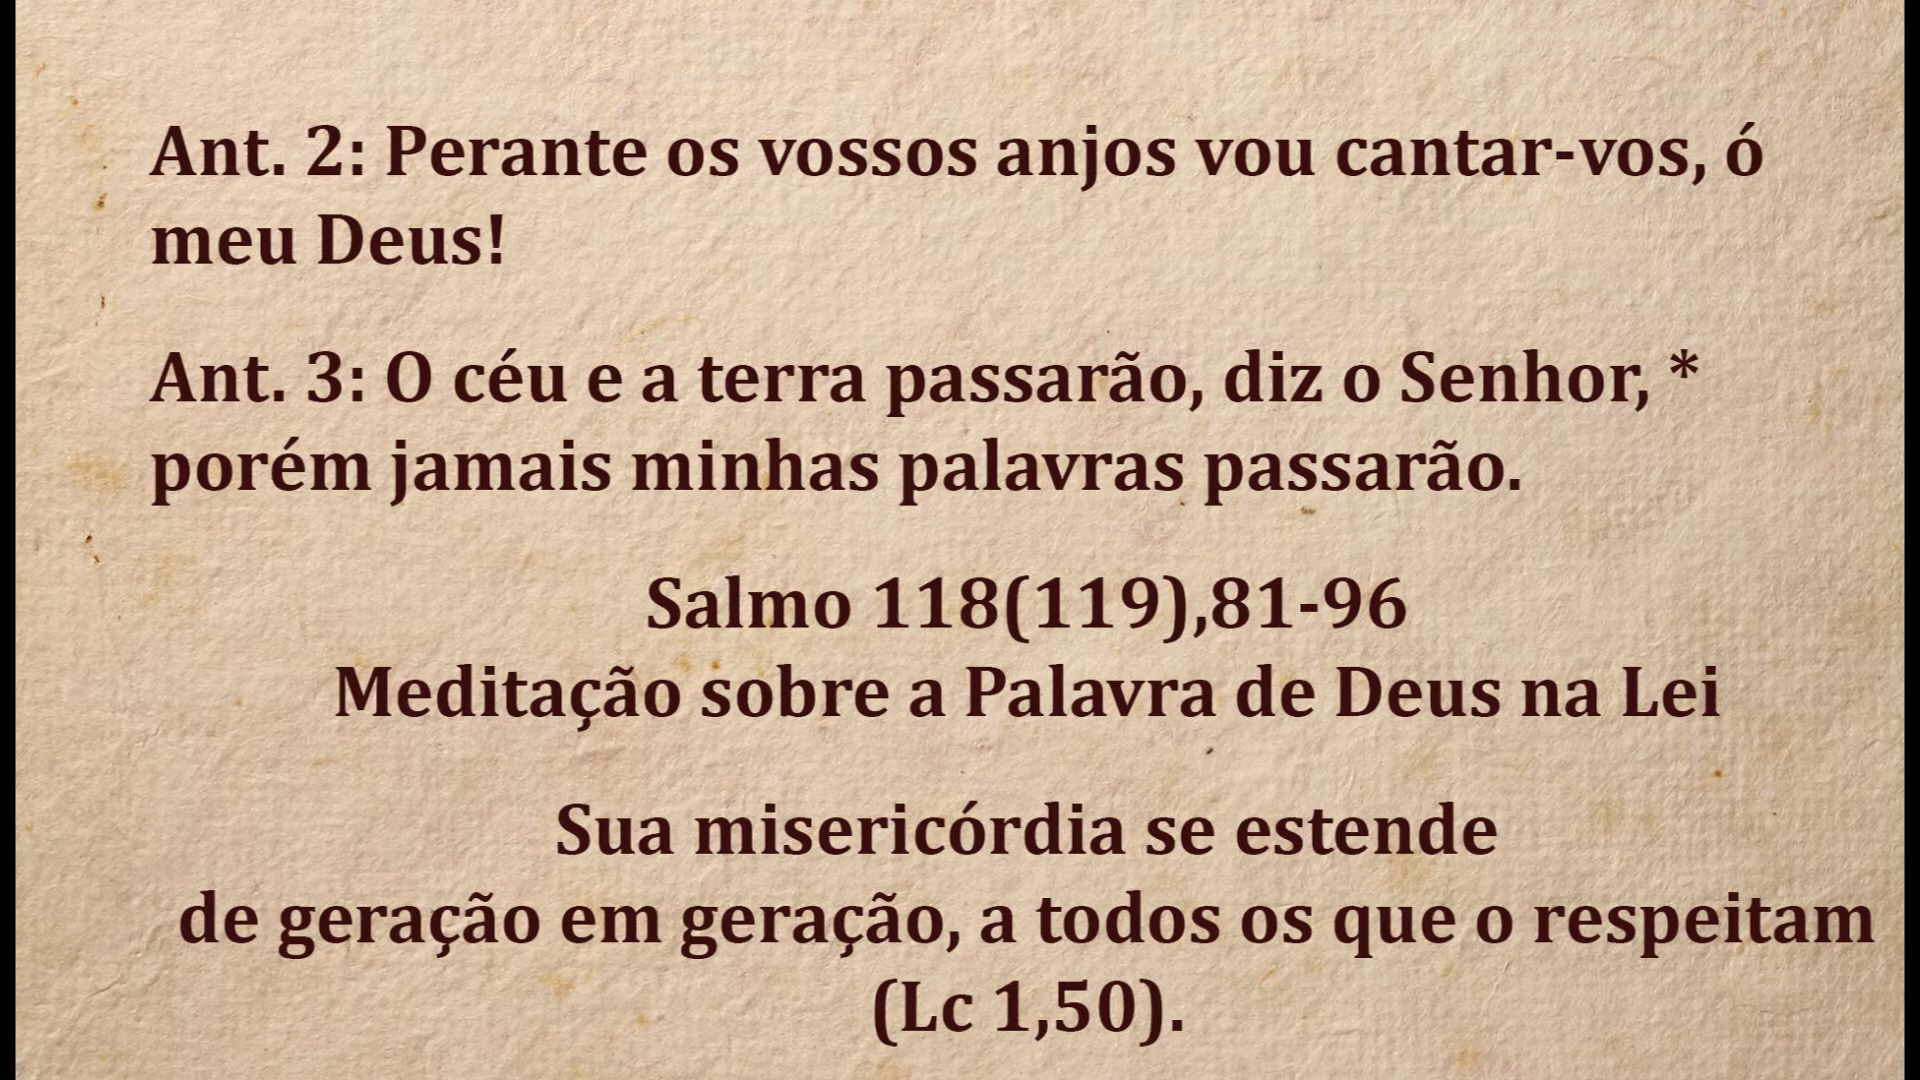 Ant. 2: Perante os vossos anjos vou cantar-vos, ó
meu Deus!
Ant. 3: O céu e a terra passarão, diz o Senhor, *
porém jamais minhas palavras passarão.
Salmo 118(119),81-96
Meditação sobre a Palavra de Deus na Lei
Sua misericórdia se estende
de geração em geração, a todos os que o respeitam
(Lc 1,50).